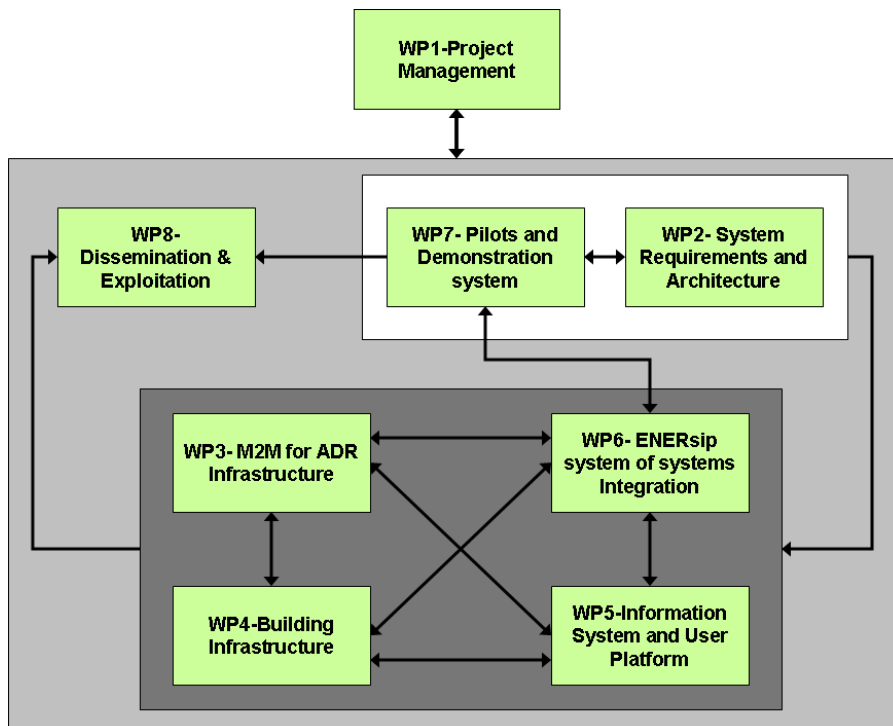 WP1-Project
Management
WP8-
Dissemination &
Exploitation
WP7- Pilots and
Demonstration
system
WP2- System
Requirements and
Architecture
WP3- M2M for ADR
Infrastructure
WP6- ENERsip
system of systems
Integration
WP4-Building
Infrastructure
WP5-Information
System and User
Platform